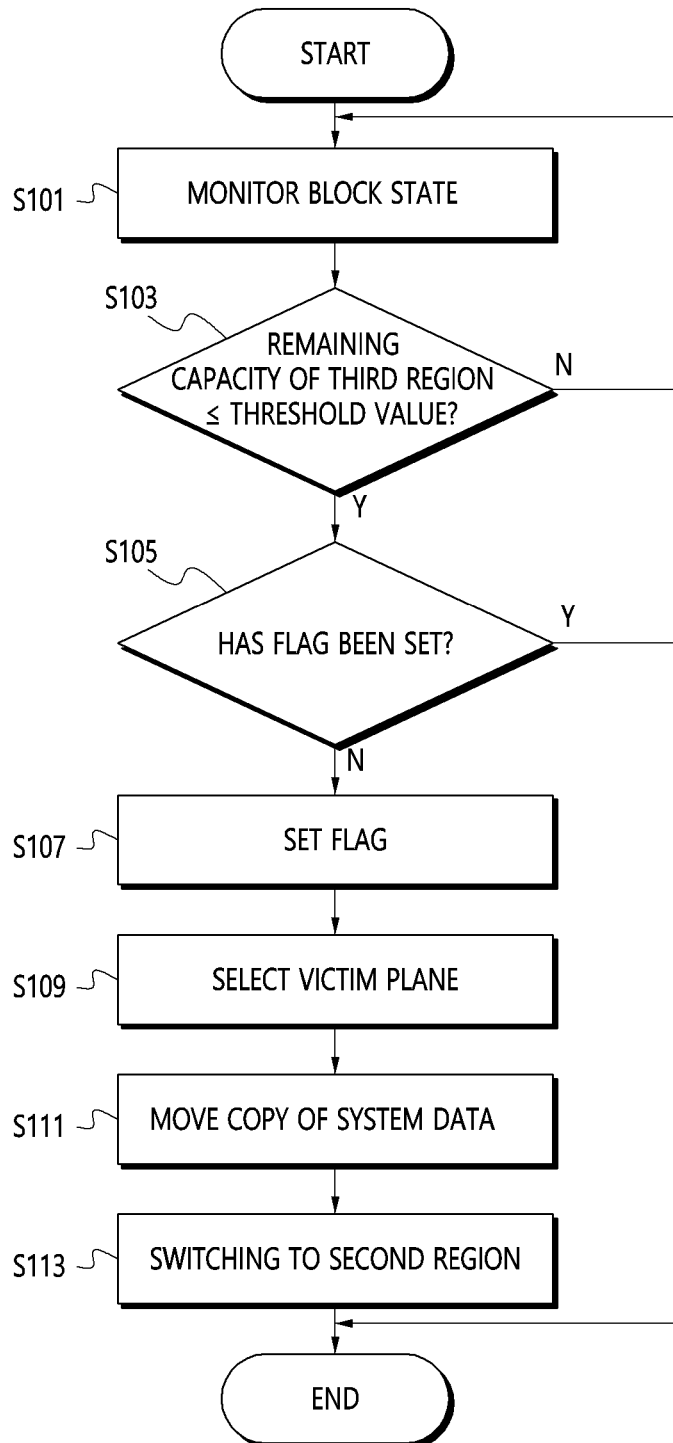 START
S101
MONITOR BLOCK STATE
S103
REMAINING
CAPACITY OF THIRD REGION
≤ THRESHOLD VALUE?
N
Y
S105
HAS FLAG BEEN SET?
Y
N
S107
SET FLAG
S109
SELECT VICTIM PLANE
S111
MOVE COPY OF SYSTEM DATA
S113
SWITCHING TO SECOND REGION
END